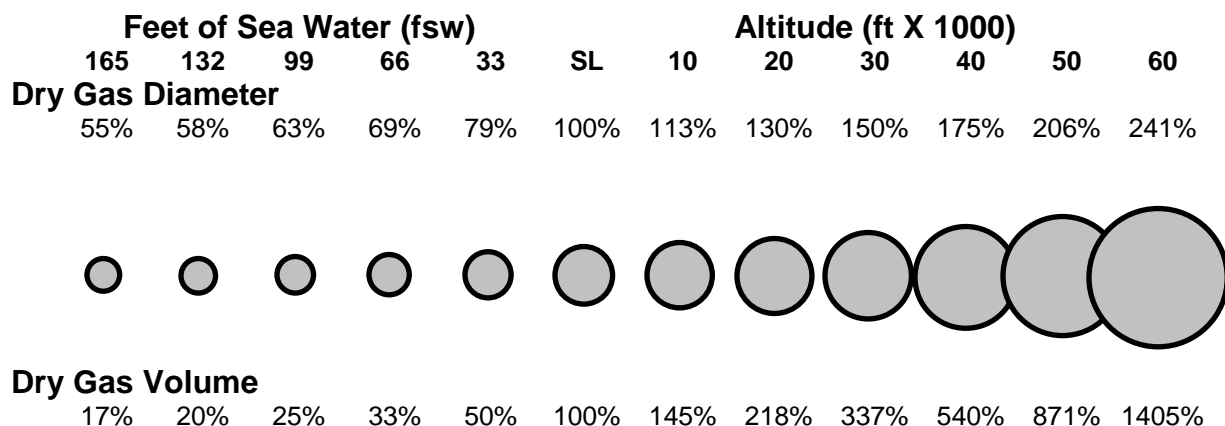 Feet of Sea Water (fsw) Altitude (ft X 1000)
165 132 99 66 33 SL 10 20 30 40 50 60
Dry Gas Diameter
55% 58% 63% 69% 79% 100% 113% 130% 150% 175% 206% 241%
Dry Gas Volume
17% 20% 25% 33% 50% 100% 145% 218% 337% 540% 871% 1405%